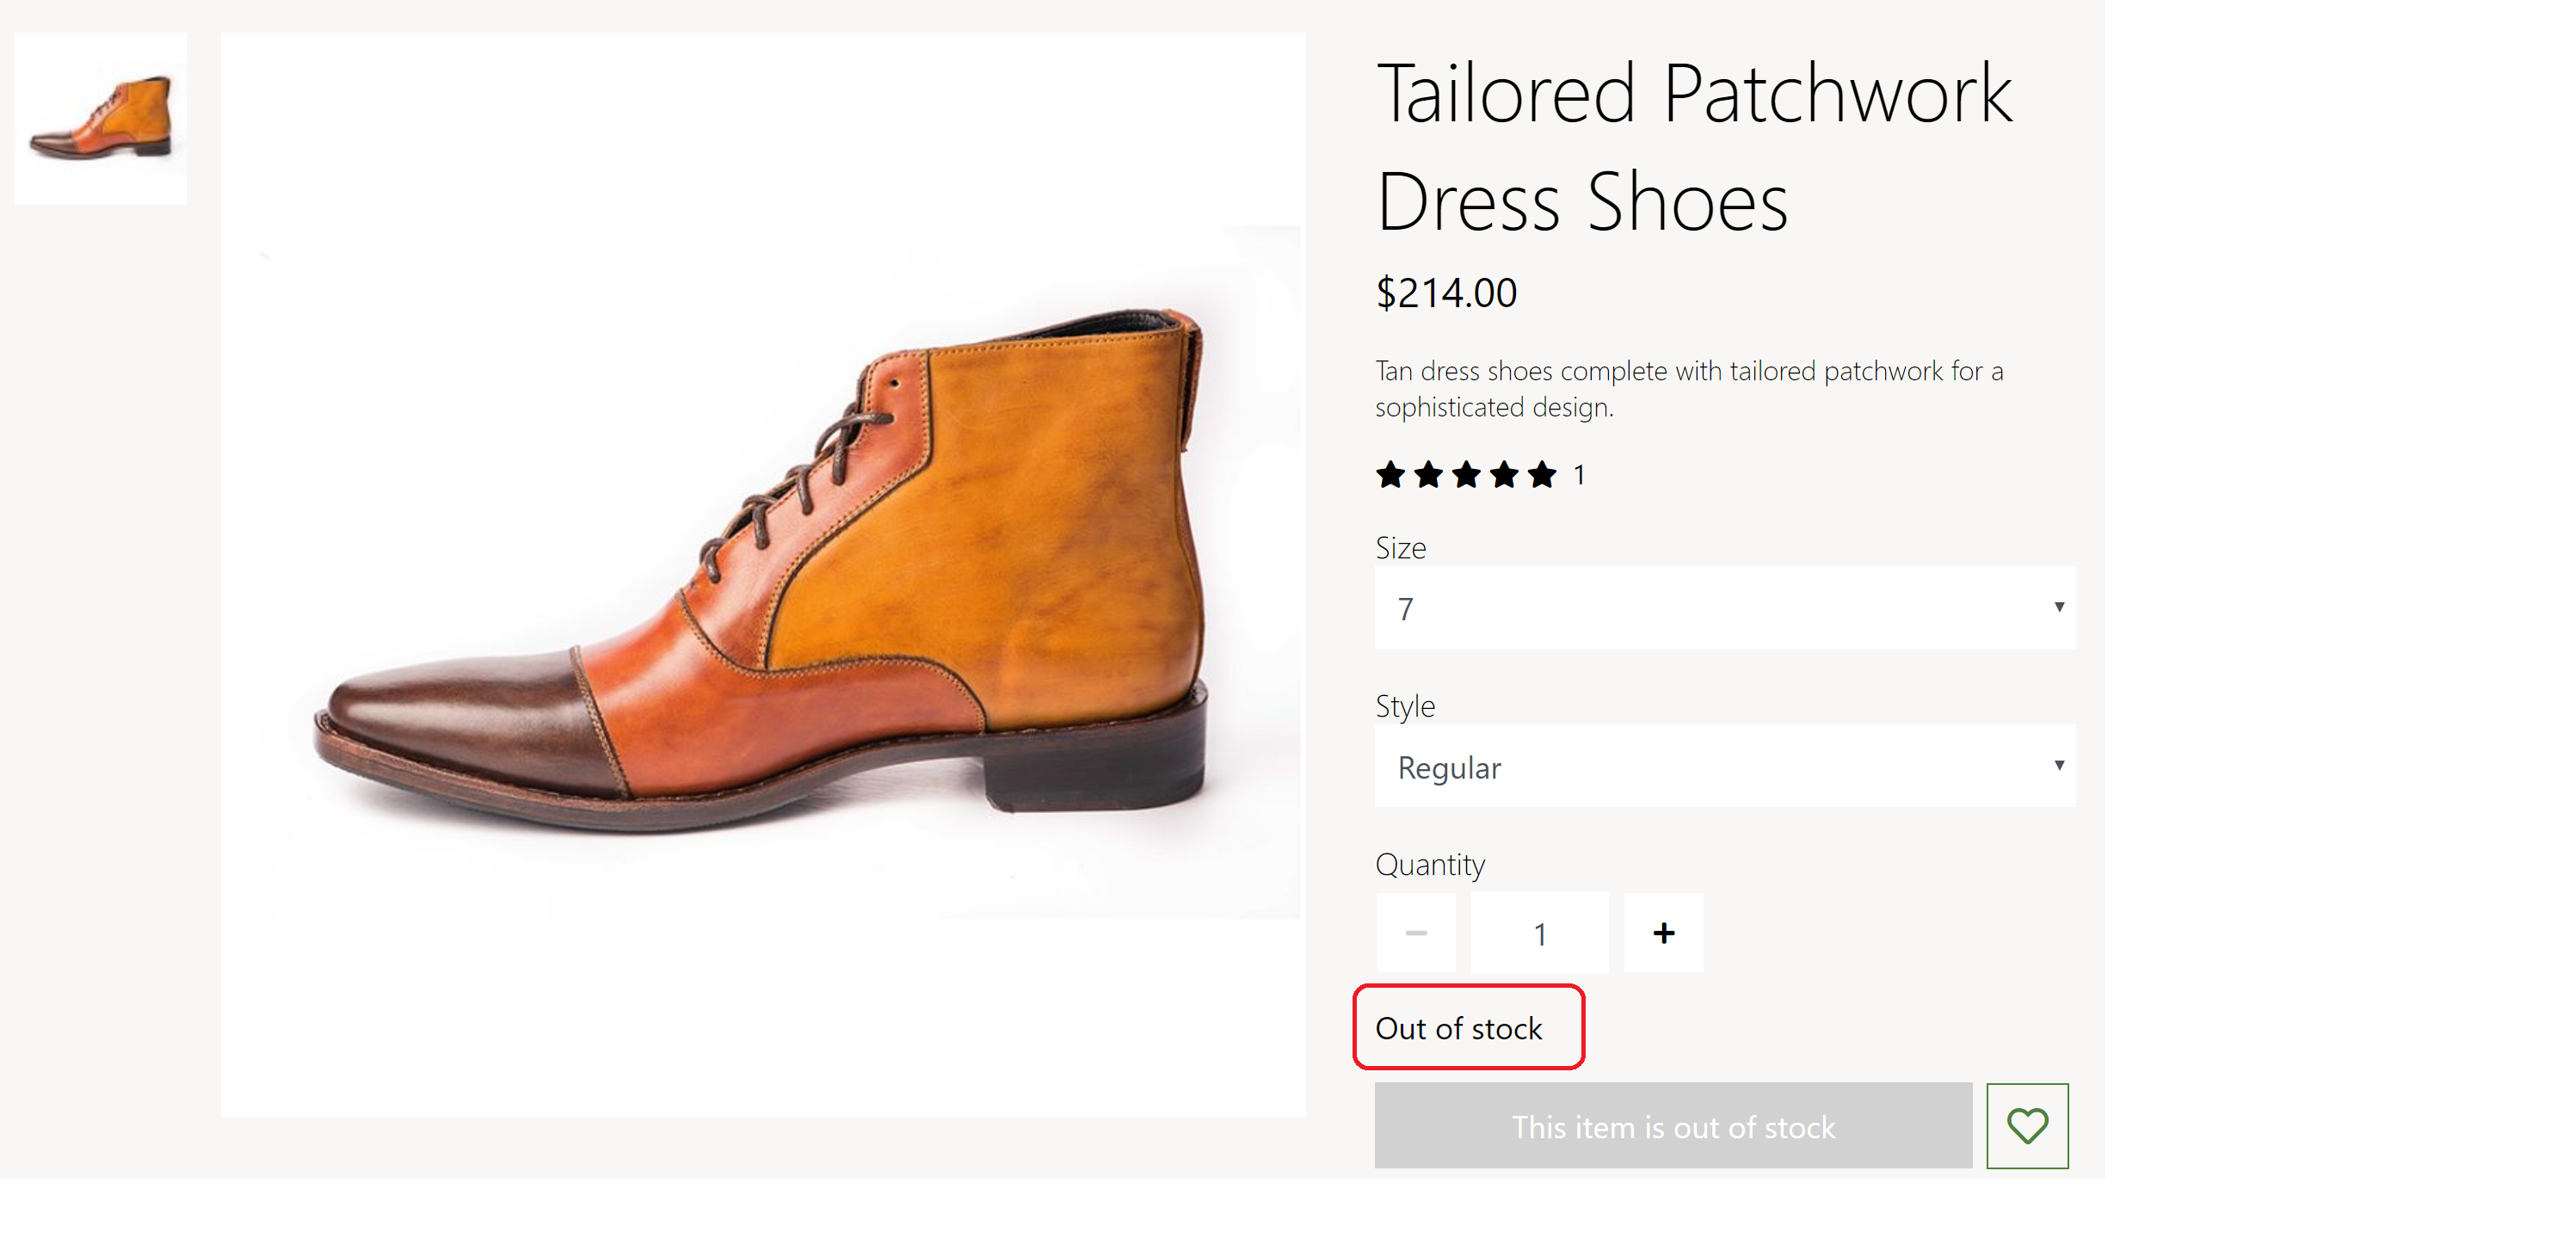 Tailored Patchwork
Dress Shoes
$214.00
Tan dress shoes complete with tailored patchwork for a
sophisticated design.
1
Size
7
Style
Regular
Quantity
1
Out of stock
This item is out of stock